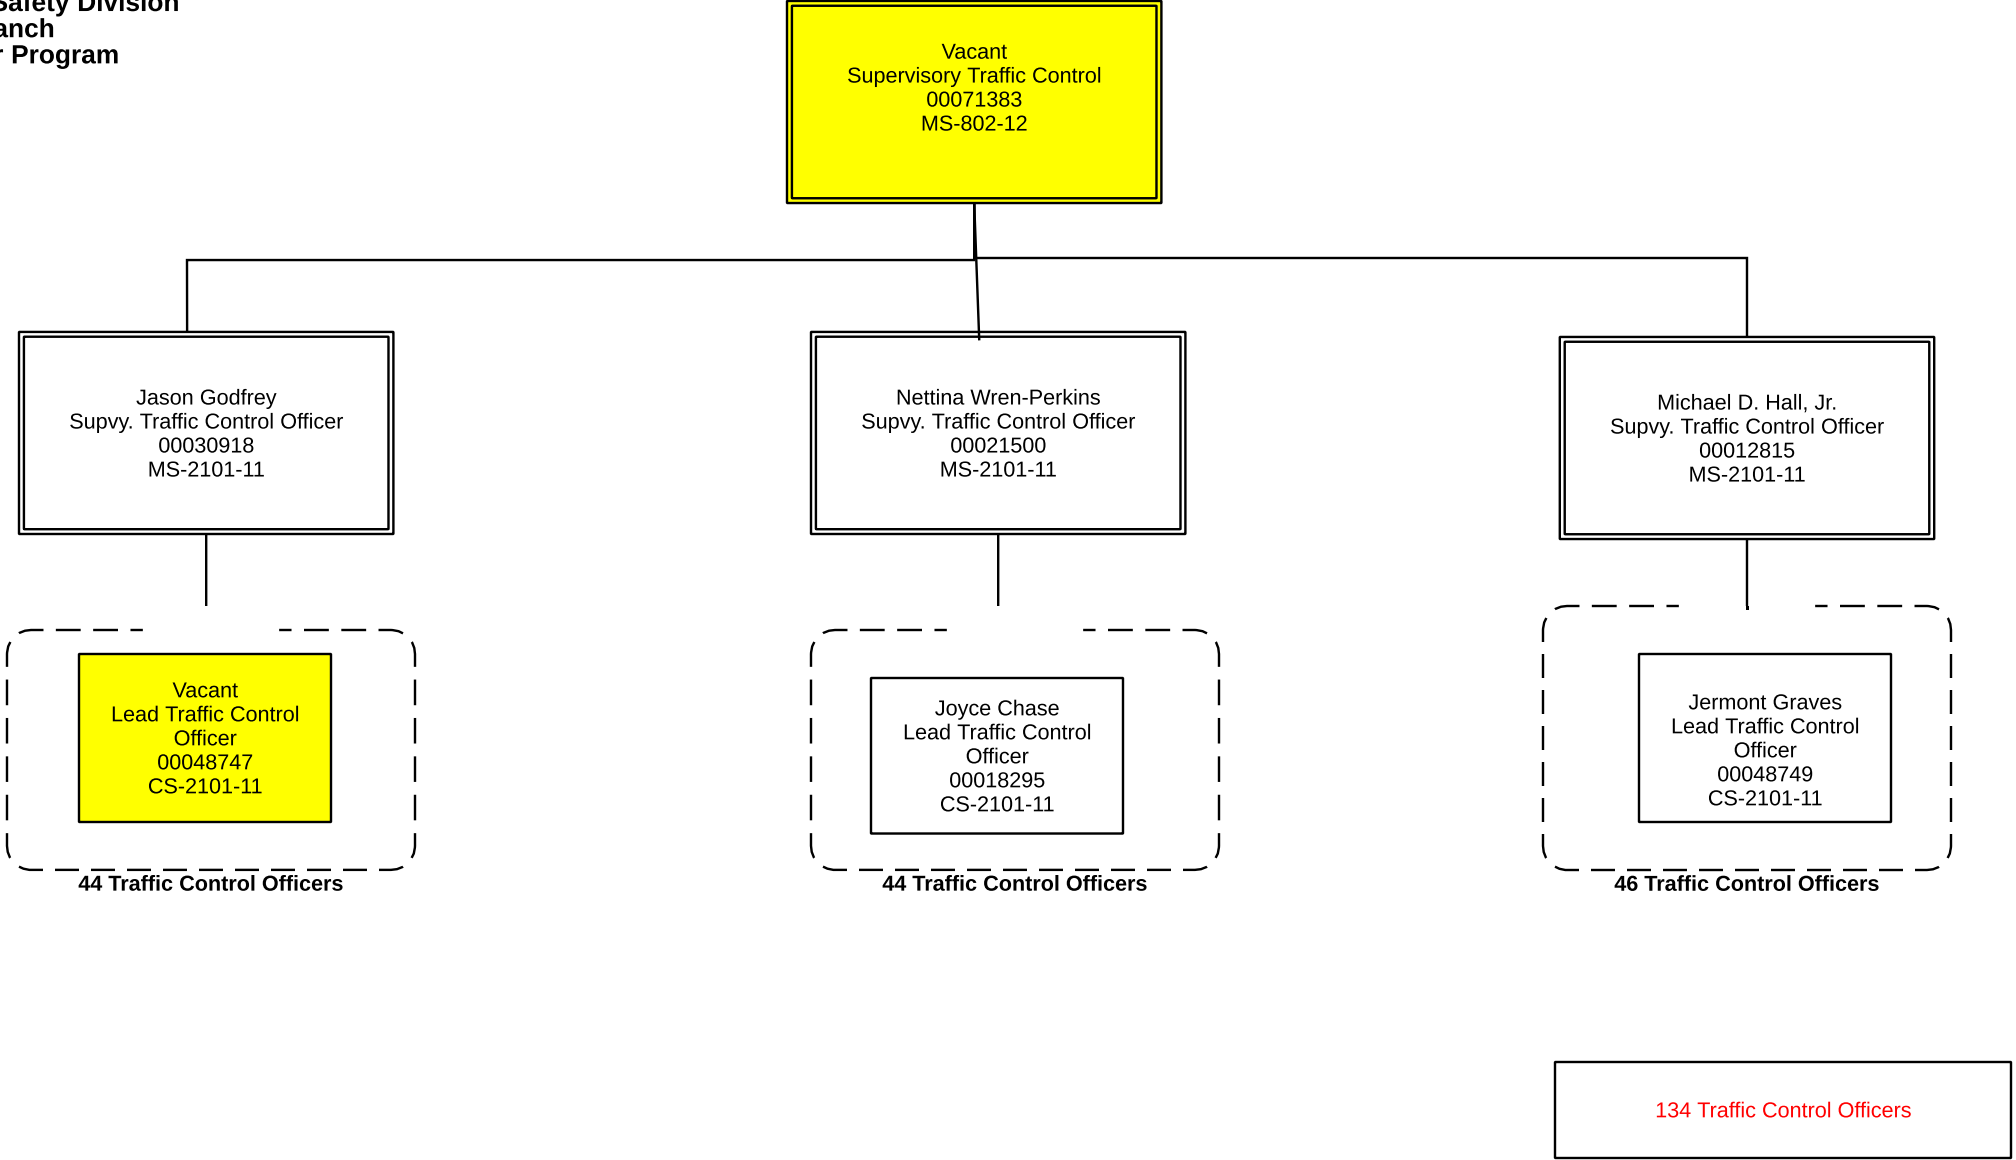 Safety Division
anch
r Program
Vacant
Supervisory Traffic Control
00071383
MS-802-12
Jason Godfrey
Supvy. Traffic Control Officer
00030918
MS-2101-11
Nettina Wren-Perkins
Supvy. Traffic Control Officer
00021500
MS-2101-11
Michael D. Hall, Jr.
Supvy. Traffic Control Officer
00012815
MS-2101-11
Vacant
Lead Traffic Control
Officer
00048747
CS-2101-11
44 Traffic Control Officers
Joyce Chase
Lead Traffic Control
Officer
00018295
CS-2101-11
44 Traffic Control Officers
Jermont Graves
Lead Traffic Control
Officer
00048749
CS-2101-11
46 Traffic Control Officers
134 Traffic Control Officers